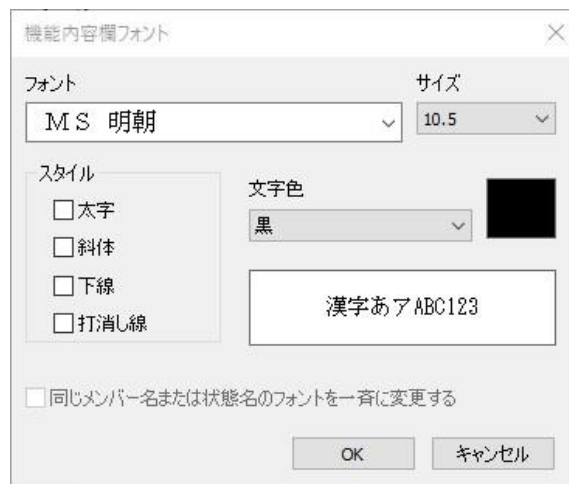 機能内容欄フォント
フォント
サイズ
ＭＳ 明朝
10.5
スタイル
太字
斜体
下線
打消し線
文字色
黒
漢字あアABC123
同じメンバー名または状態名のフォントを一斉に変更する
OK
キャンセル